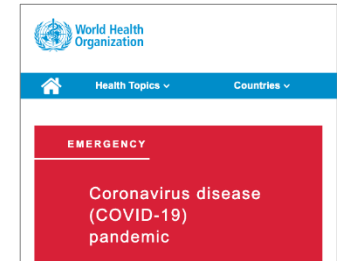 World Health
Organization
Health Topics Countries
EMERGENCY
Coronavirus disease
(COVID-19)
pandemic